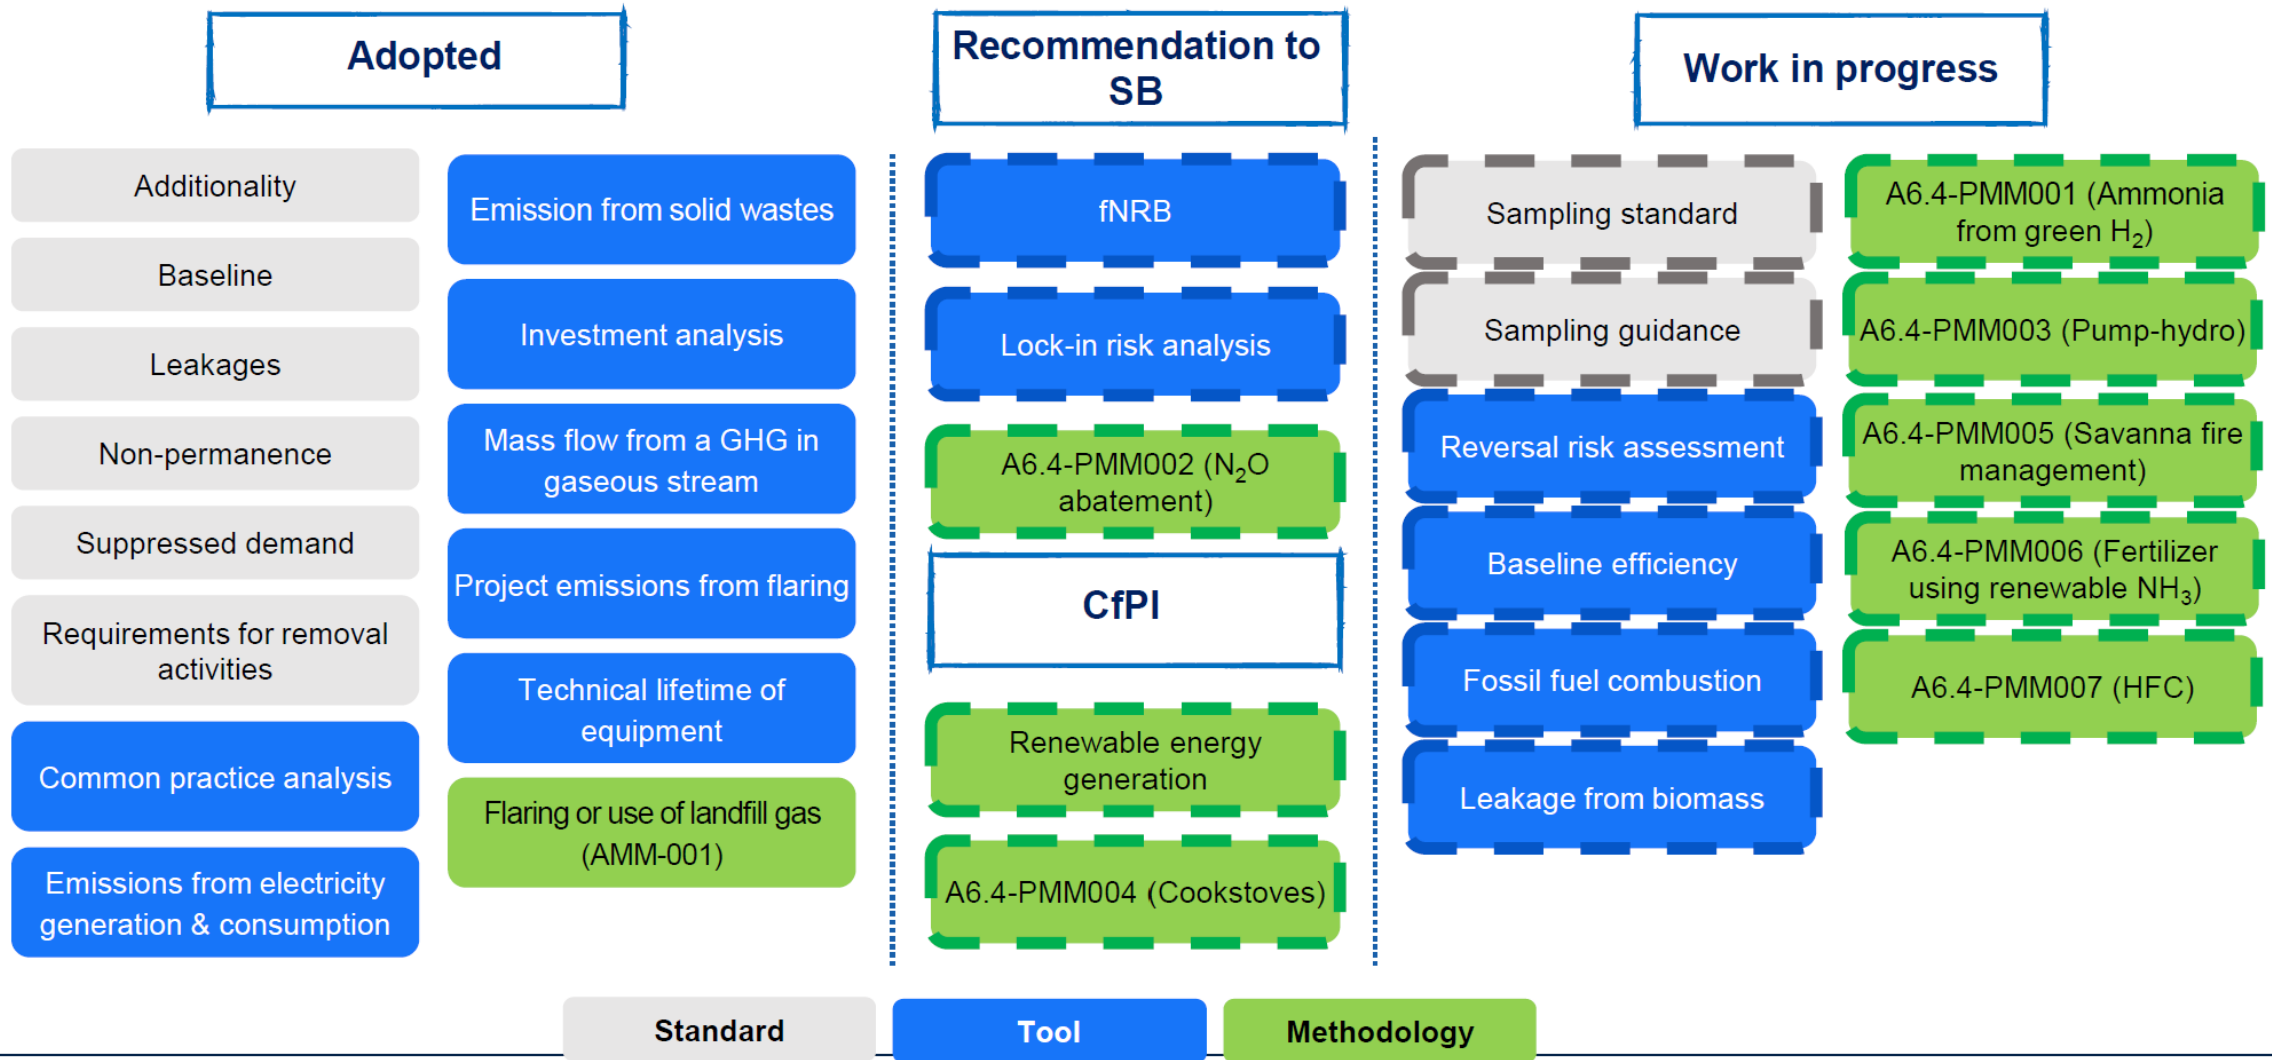 Adopted
Additionality
Baseline
Leakages
Non-permanence
Suppressed demand
Requirements for removal
activities
Common practice analysis
Emissions from electricity
generation & consumption
Emission from solid wastes
Investment analysis
Mass flow from a GHG in
gaseous stream
Project emissions from flaring
Technical lifetime of
equipment
Flaring or use of landfill gas
(AMM-001)
Recommendation to
SB
fNRB
Lock-in risk analysis
A6.4-PMM002 (N₂O
abatement)
CfPI
Renewable energy
generation
A6.4-PMM004 (Cookstoves)
Work in progress
Sampling standard
Sampling guidance
Reversal risk assessment
Baseline efficiency
Fossil fuel combustion
Leakage from biomass
A6.4-PMM001 (Ammonia
from green H₂)
A6.4-PMM003 (Pump-hydro)
A6.4-PMM005 (Savanna fire
management)
A6.4-PMM006 (Fertilizer
using renewable NH₃)
A6.4-PMM007 (HFC)
Standard
Tool
Methodology